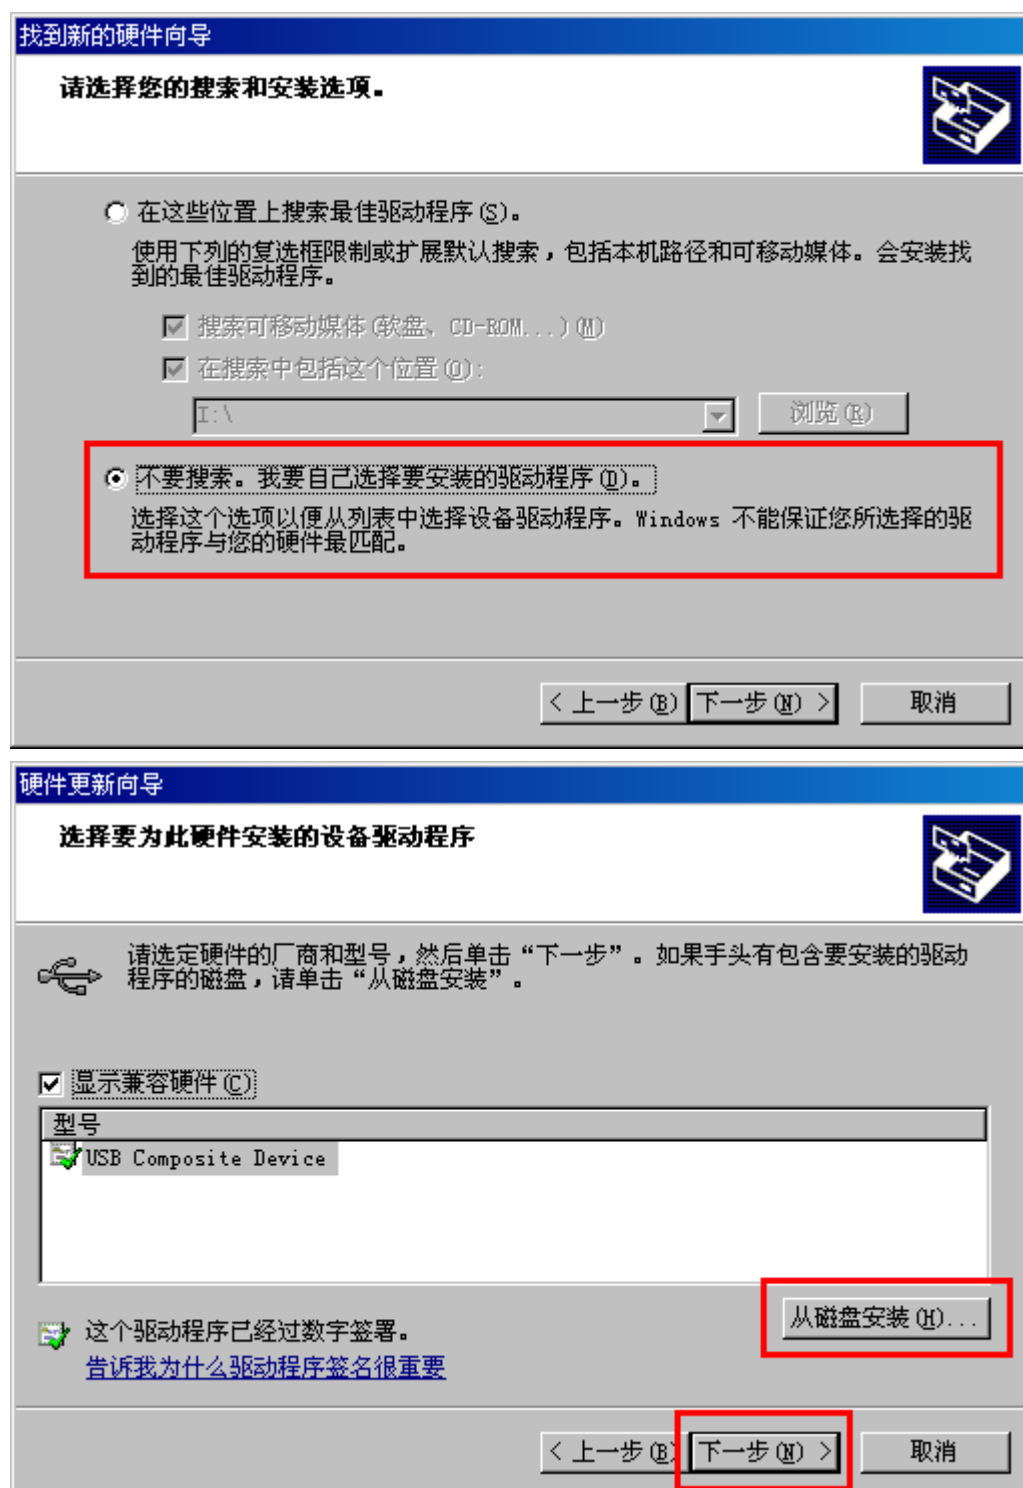 找到新的硬件向导
请选择您的搜索和安装选项。
在这些位置上搜索最佳驱动程序(S)。
使用下列的复选框限制或扩展默认搜索，包括本机路径和可移动媒体。会安装找
到的最佳驱动程序。
搜索可移动媒体(软盘、CD-ROM...)(M)
在搜索中包括这个位置(O):
I:\
浏览(R)
不要搜索。我要自己选择要安装的驱动程序(D)。
选择这个选项以便从列表中选择设备驱动程序。Windows 不能保证您所选择的驱
动程序与您的硬件最匹配。
< 上一步(B) 下一步(N) > 取消
硬件更新向导
选择要为此硬件安装的设备驱动程序
请选定硬件的厂商和型号，然后单击“下一步”。如果手头有包含要安装的驱动
程序的磁盘，请单击“从磁盘安装”。
显示兼容硬件(C)
型号
USB Composite Device
从磁盘安装(H)...
这个驱动程序已经过数字签署。
告诉我为什么驱动程序签名很重要
< 上一步(B) 下一步(N) > 取消